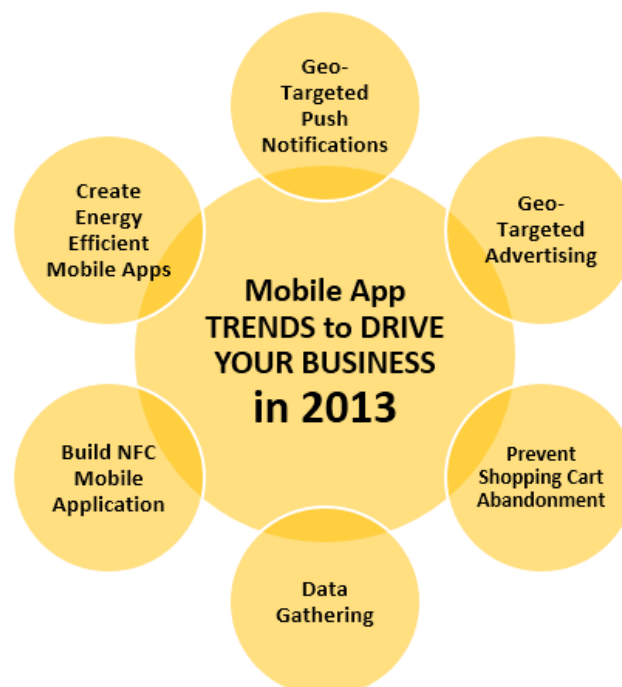 Geo-
Targeted
Push
Notifications
Geo-
Targeted
Advertising
Prevent
Shopping Cart
Abandonment
Data
Gathering
Build NFC
Mobile
Application
Create
Energy
Efficient
Mobile Apps
Mobile App
TRENDS to DRIVE
YOUR BUSINESS
in 2013